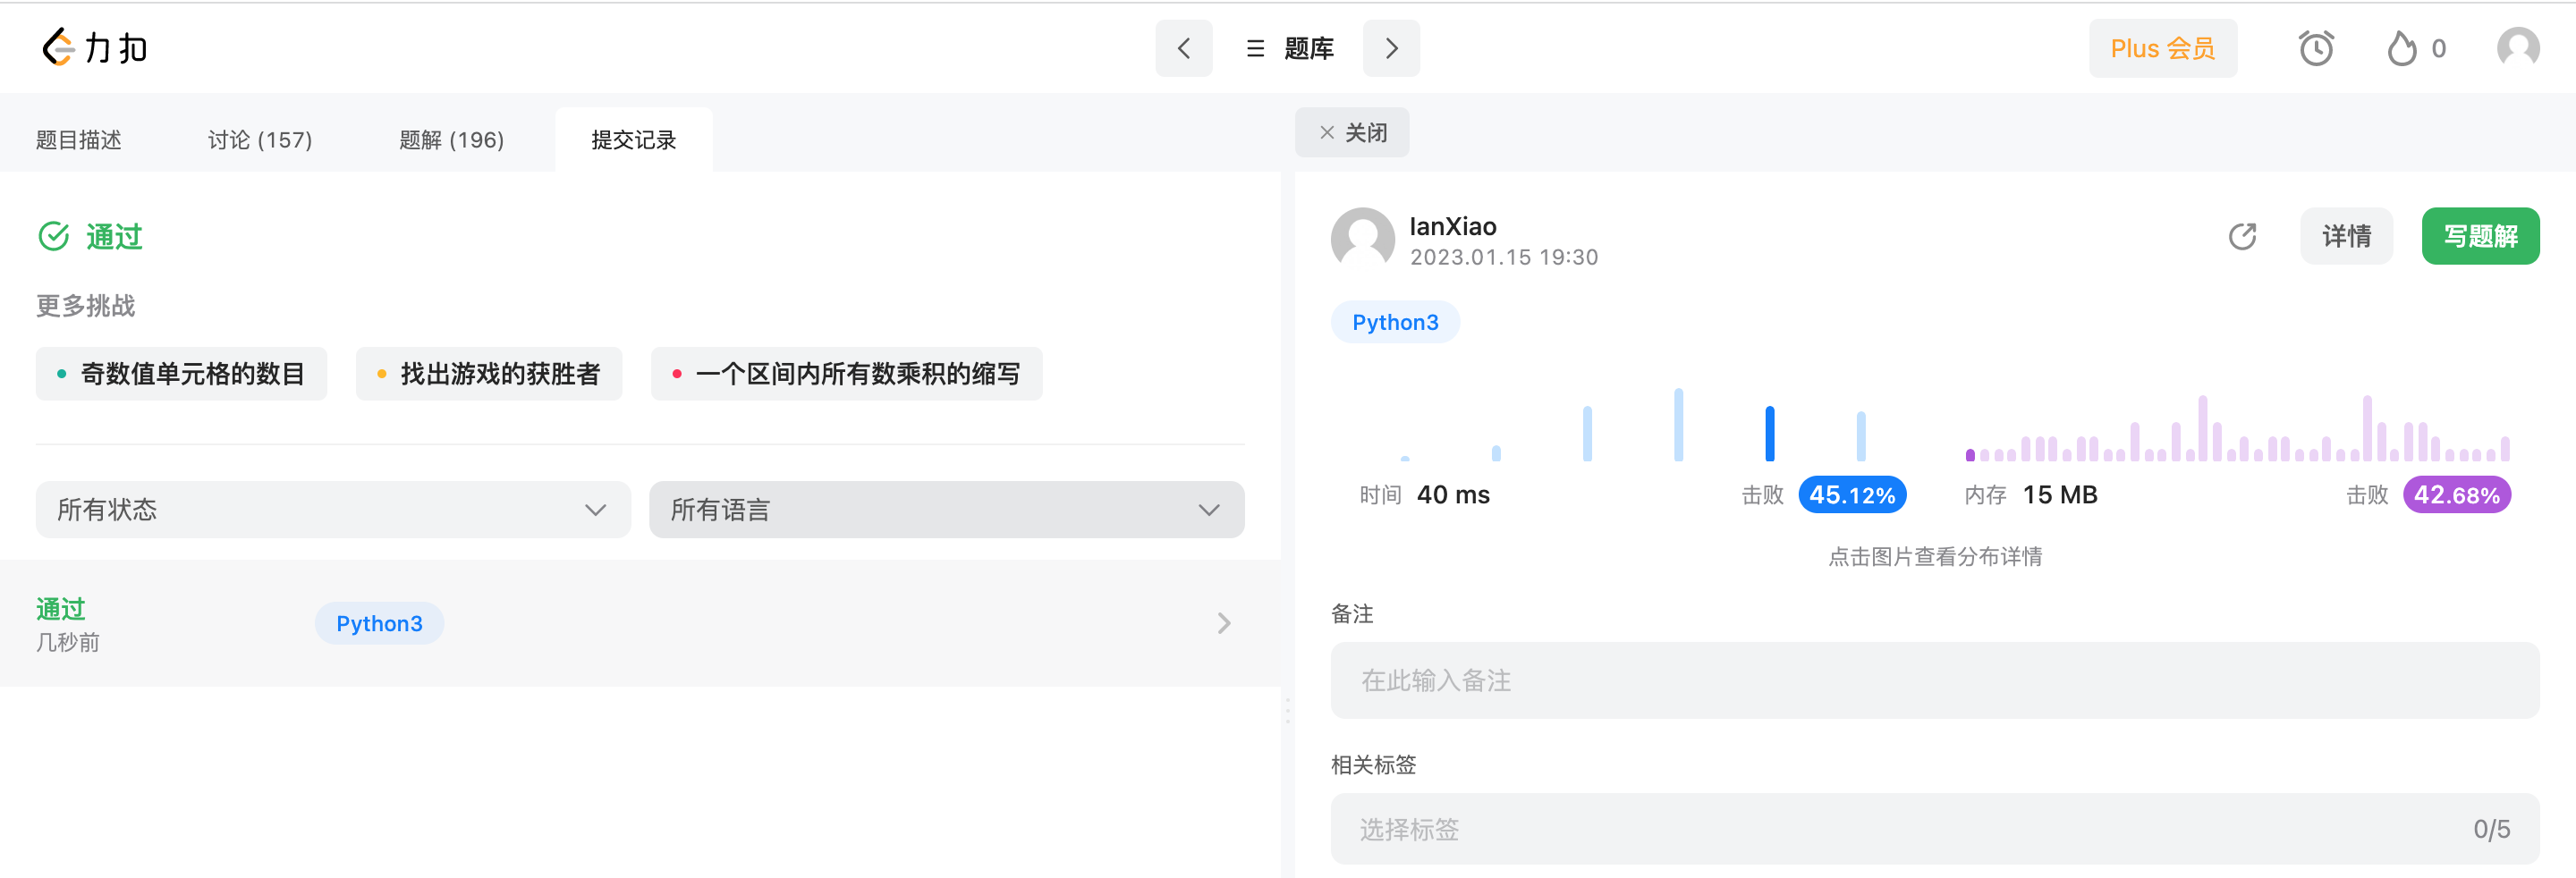 力扣
题库
Plus 会员
0
题目描述
讨论 (157)
题解 (196)
提交记录
关闭
通过
更多挑战
奇数值单元格的数目
找出游戏的获胜者
一个区间内所有数乘积的缩写
所有状态
所有语言
通过
几秒前
Python3
IanXiao
2023.01.15 19:30
详情
写题解
Python3
时间 40 ms
击败 45.12%
内存 15 MB
击败 42.68%
点击图片查看分布详情
备注
在此输入备注
相关标签
选择标签
0/5